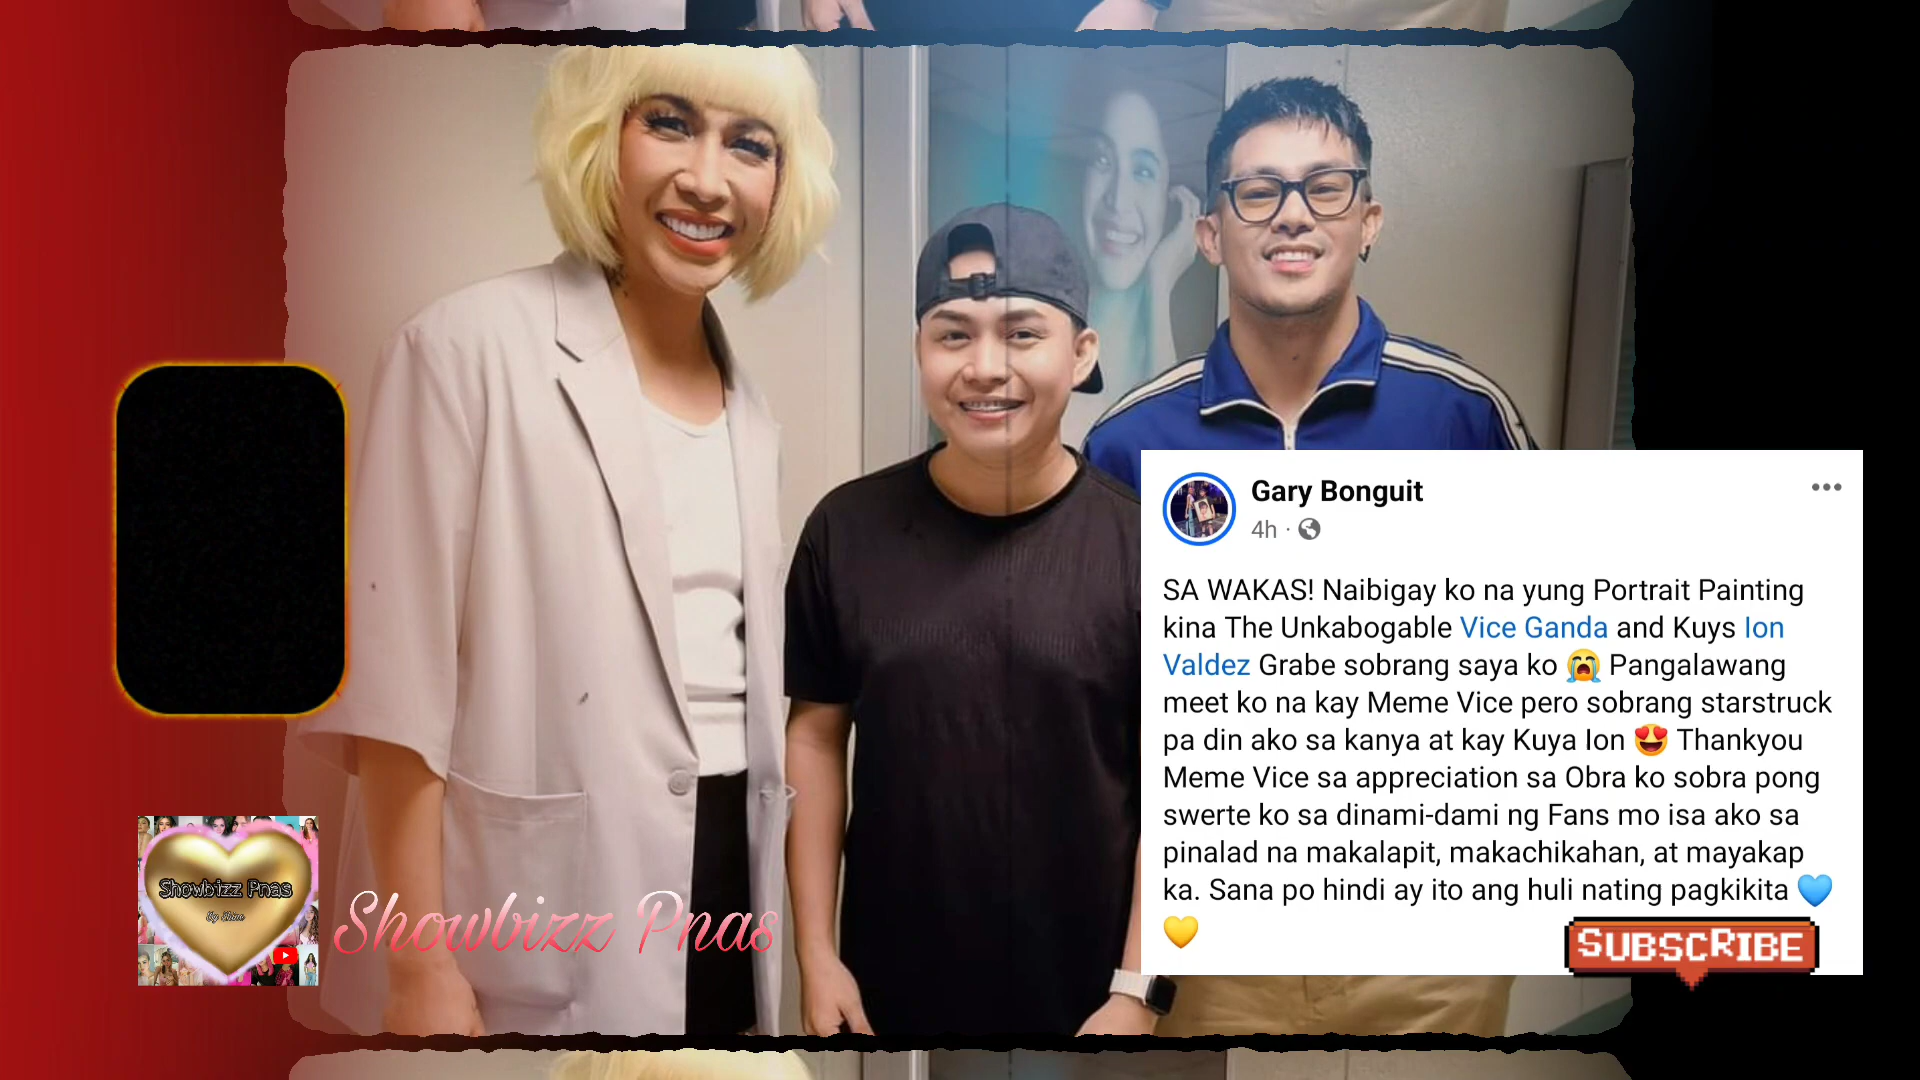 Gary Bonguit
4h ·
SA WAKAS! Naibigay ko na yung Portrait Painting
kina The Unkabogable Vice Ganda and Kuys Ion
Valdez Grabe sobrang saya ko 😭 Pangalawang
meet ko na kay Meme Vice pero sobrang starstruck
pa din ako sa kanya at kay Kuya Ion 😍 Thankyou
Meme Vice sa appreciation sa Obra ko sobra pong
swerte ko sa dinami-dami ng Fans mo isa ako sa
pinalad na makalapit, makachikahan, at mayakap
ka. Sana po hindi ay ito ang huli nating pagkikita 💙
💛
SUBSCRIBE
Showbizz Pnas
Showbizz Pnas